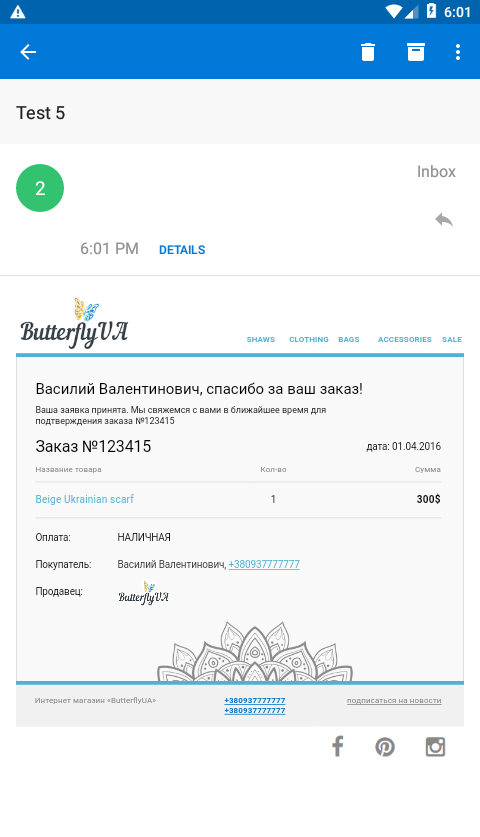 6:01
Test 5
2
Inbox
6:01 PM DETAILS
ButterflyUA
SHAWS CLOTHING BAGS ACCESSORIES SALE
Василий Валентинович, спасибо за ваш заказ!
Ваша заявка принята. Мы свяжемся с вами в ближайшее время для
подтверждения заказа №123415
Заказ №123415 дата: 01.04.2016
Название товара Кол-во Сумма
Beige Ukrainian scarf 1 300$
Оплата: НАЛИЧНАЯ
Покупатель: Василий Валентинович, +380937777777
Продавец: ButterflyUA
Интернет магазин «ButterflyUA» +380937777777 подписаться на новости
+380937777777